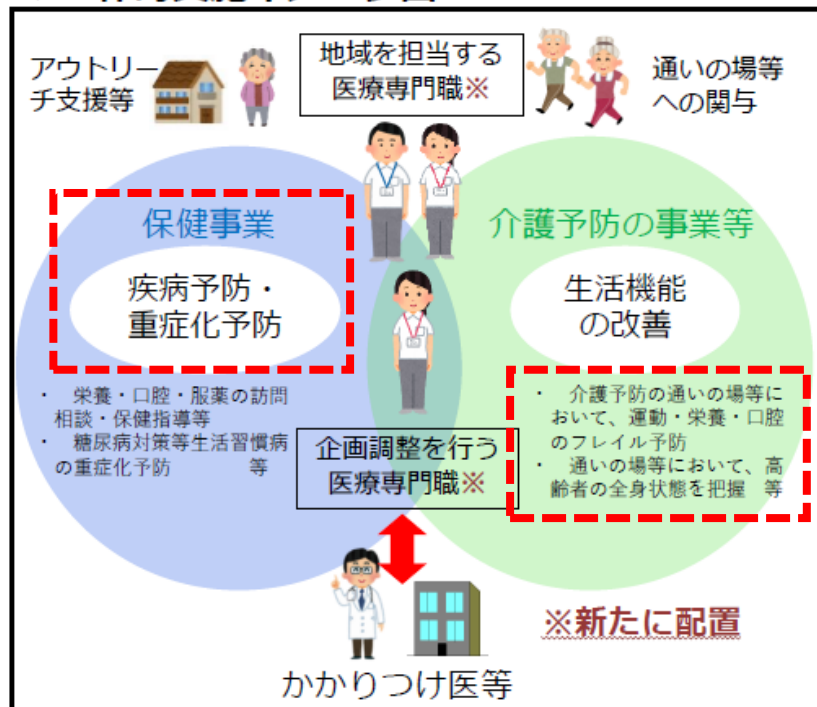 アウトリー
チ支援等
地域を担当する
医療専門職※
通いの場等
への関与
保健事業
疾病予防・
重症化予防
・ 栄養・口腔・服薬の訪問
相談・保健指導等
・ 糖尿病対策等生活習慣病
の重症化予防 等
介護予防の事業等
生活機能
の改善
・ 介護予防の通いの場等に
おいて、運動・栄養・口腔
のフレイル予防
・ 通いの場等において、高
齢者の全身状態を把握 等
企画調整を行う
医療専門職※
かかりつけ医等
※新たに配置